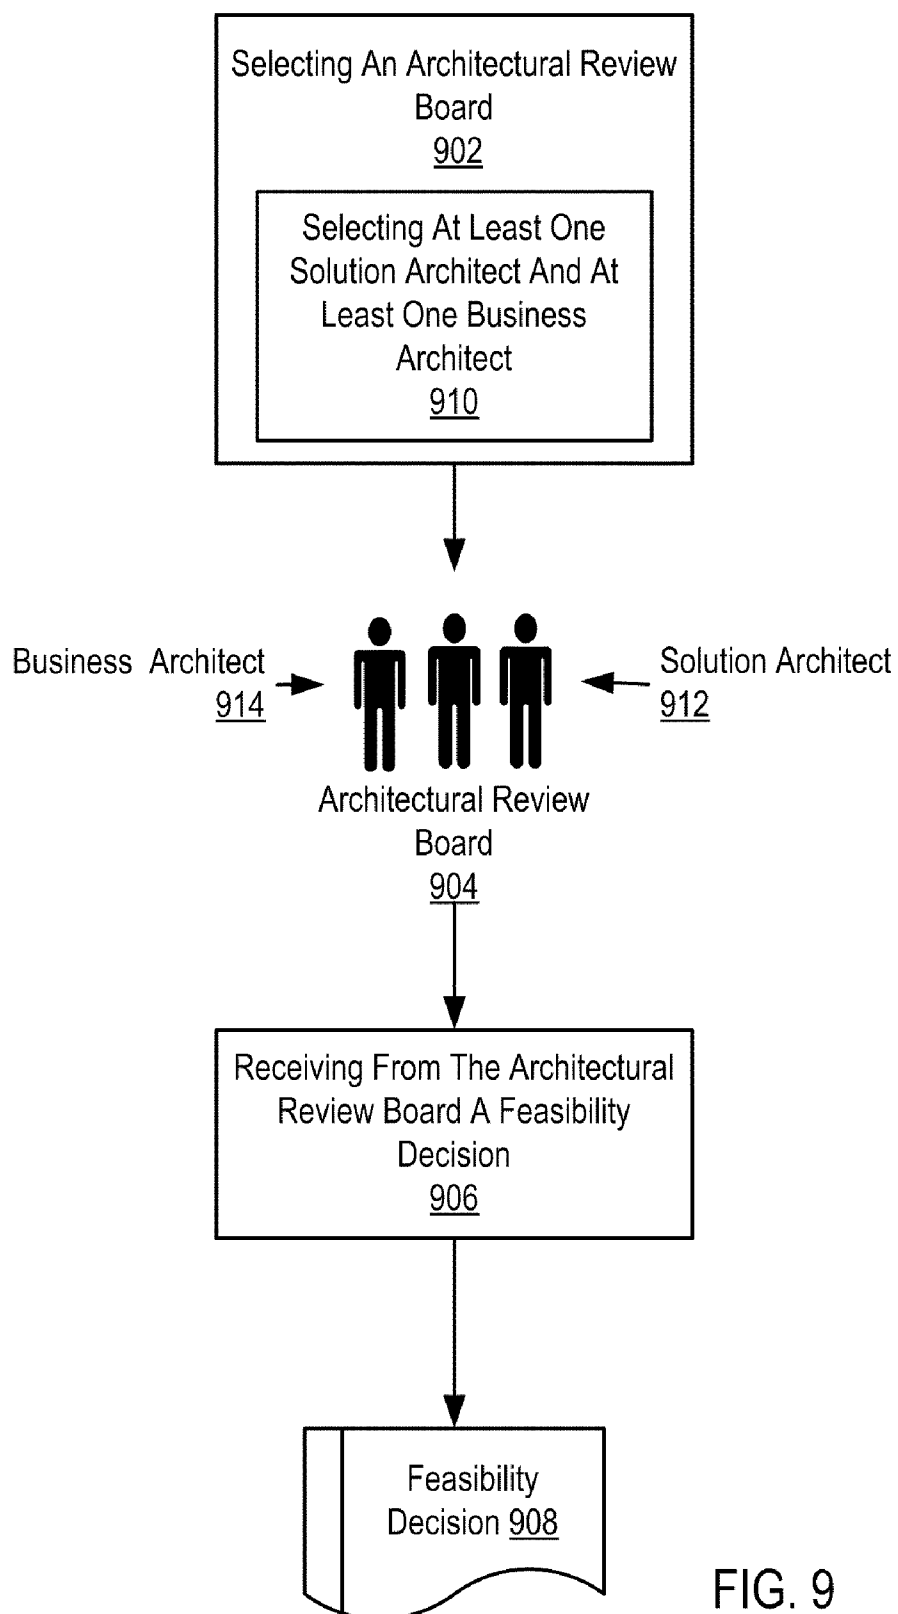 Selecting An Architectural Review
Board
902
Selecting At Least One
Solution Architect And At
Least One Business
Architect
910
Business Architect
914
Solution Architect
912
Architectural Review
Board
904
Receiving From The Architectural
Review Board A Feasibility
Decision
906
Feasibility
Decision 908
FIG. 9